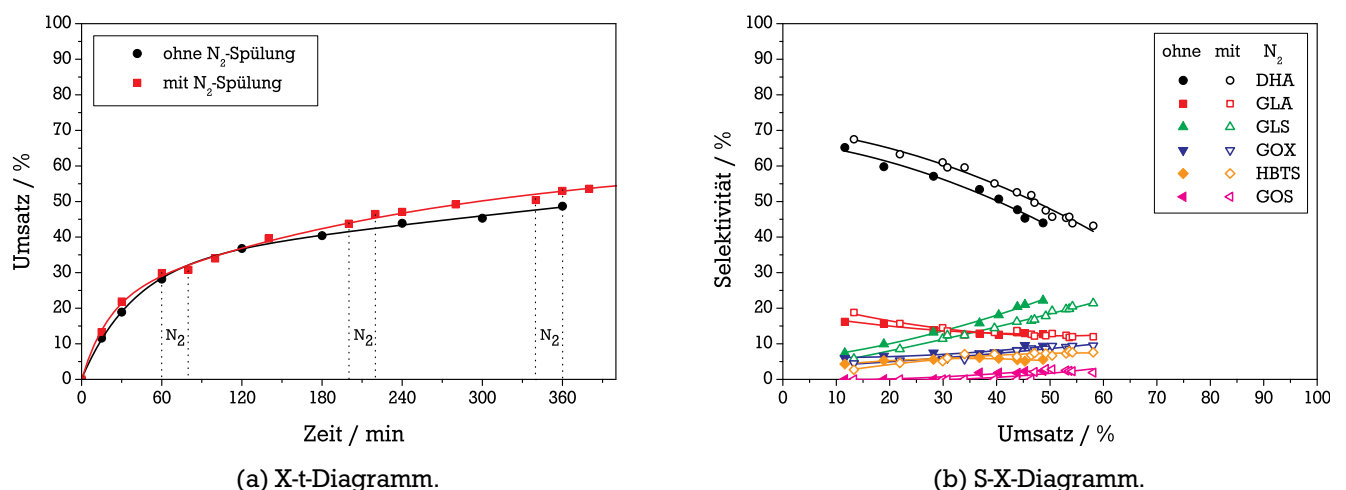 100
90
80
70
60
50
40
30
20
10
0
Umsatz / %
ohne N2-Spülung
mit N2-Spülung
N2
N2
N2
0 60 120 180 240 300 360
Zeit / min
(a) X-t-Diagramm.
100
90
80
70
60
50
40
30
20
10
0
Selektivität / %
ohne mit N2
DHA
GLA
GLS
GOX
HBTS
GOS
0 10 20 30 40 50 60 70 80 90 100
Umsatz / %
(b) S-X-Diagramm.